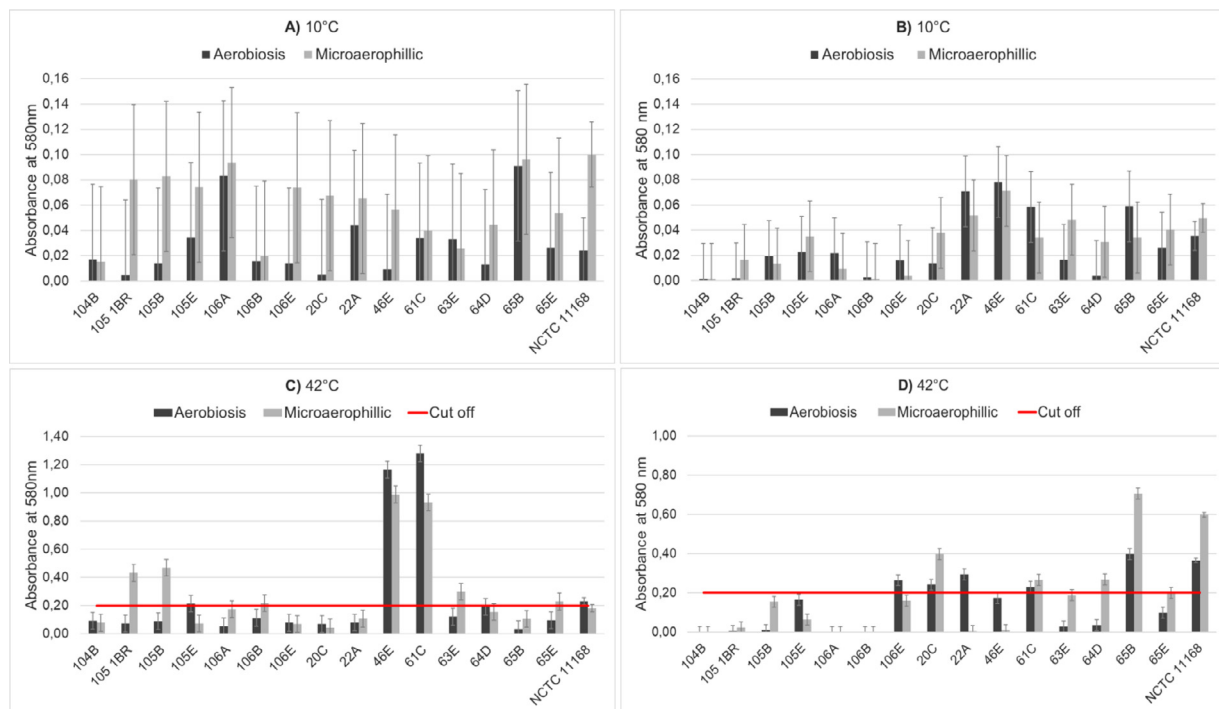 A) 10°C
Aerobiosis Microaerophillic
Absorbance at 580nm
0,16
0,14
0,12
0,10
0,08
0,06
0,04
0,02
0,00
104B 105 1BR 105B 105E 106A 106B 106E 20C 22A 46E 61C 63E 64D 65B 65E NCTC 11168
B) 10°C
Aerobiosis Microaerophillic
Absorbance at 580 nm
0,16
0,14
0,12
0,10
0,08
0,06
0,04
0,02
0,00
104B 105 1BR 105B 105E 106A 106B 106E 20C 22A 46E 61C 63E 64D 65B 65E NCTC 11168
C) 42°C
Aerobiosis Microaerophillic Cut off
Absorbance at 580nm
1,40
1,20
1,00
0,80
0,60
0,40
0,20
0,00
104B 105 1BR 105B 105E 106A 106B 106E 20C 22A 46E 61C 63E 64D 65B 65E NCTC 11168
D) 42°C
Aerobiosis Microaerophillic Cut off
Absorbance at 580 nm
1,00
0,80
0,60
0,40
0,20
0,00
104B 105 1BR 105B 105E 106A 106B 106E 20C 22A 46E 61C 63E 64D 65B 65E NCTC 11168